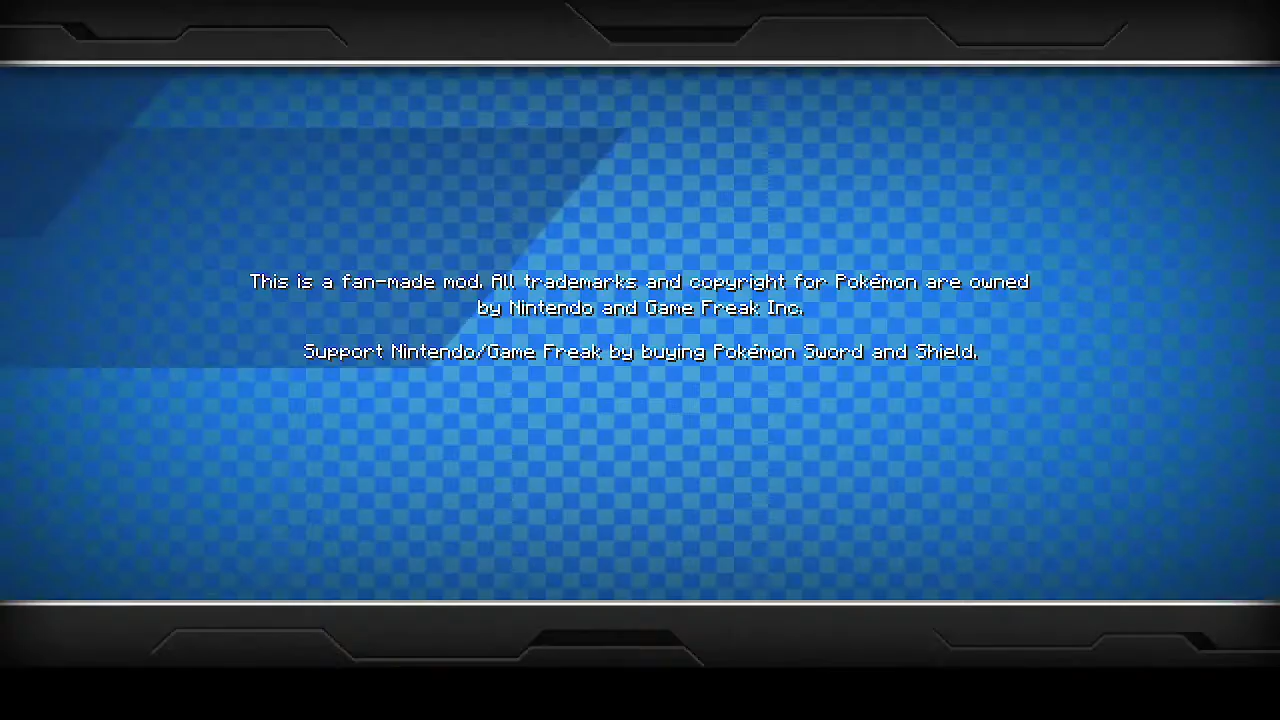 This is a fan-made mod. All trademarks and copyright for Pokémon are owned
by Nintendo and Game Freak Inc.
Support Nintendo/Game Freak by buying Pokémon Sword and Shield.